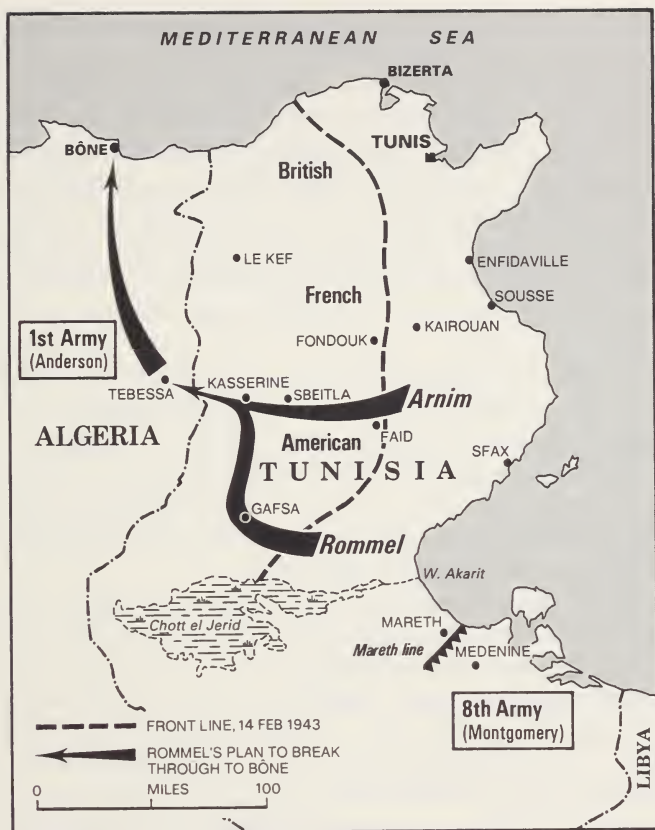 MEDITERRANEAN SEA
BIZERTA
TUNIS
BÔNE
British
LE KEF
ENFIDAVILLE
French
SOUSSE
1st Army
(Anderson)
FONDOUK
KAIROUAN
TEBESSA
KASSERINE
SBEITLA
Arnim
ALGERIA
American
FAID
TUNISIA
SFAX
GAFSA
Rommel
W. Akarit
Chott el Jerid
MARETH
Mareth line
MEDENINE
8th Army
(Montgomery)
LIBYA
FRONT LINE, 14 FEB 1943
ROMMEL'S PLAN TO BREAK
THROUGH TO BÔNE
0 MILES 100